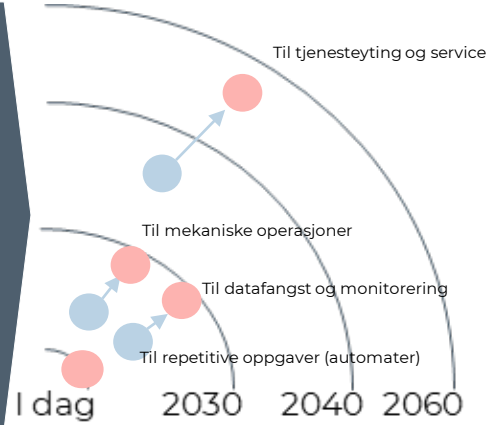 Til tjenesteyting og service
Til mekaniske operasjoner
Til datafangst og monitorering
Til repetitive oppgaver (automater)
I dag 2030 2040 2060